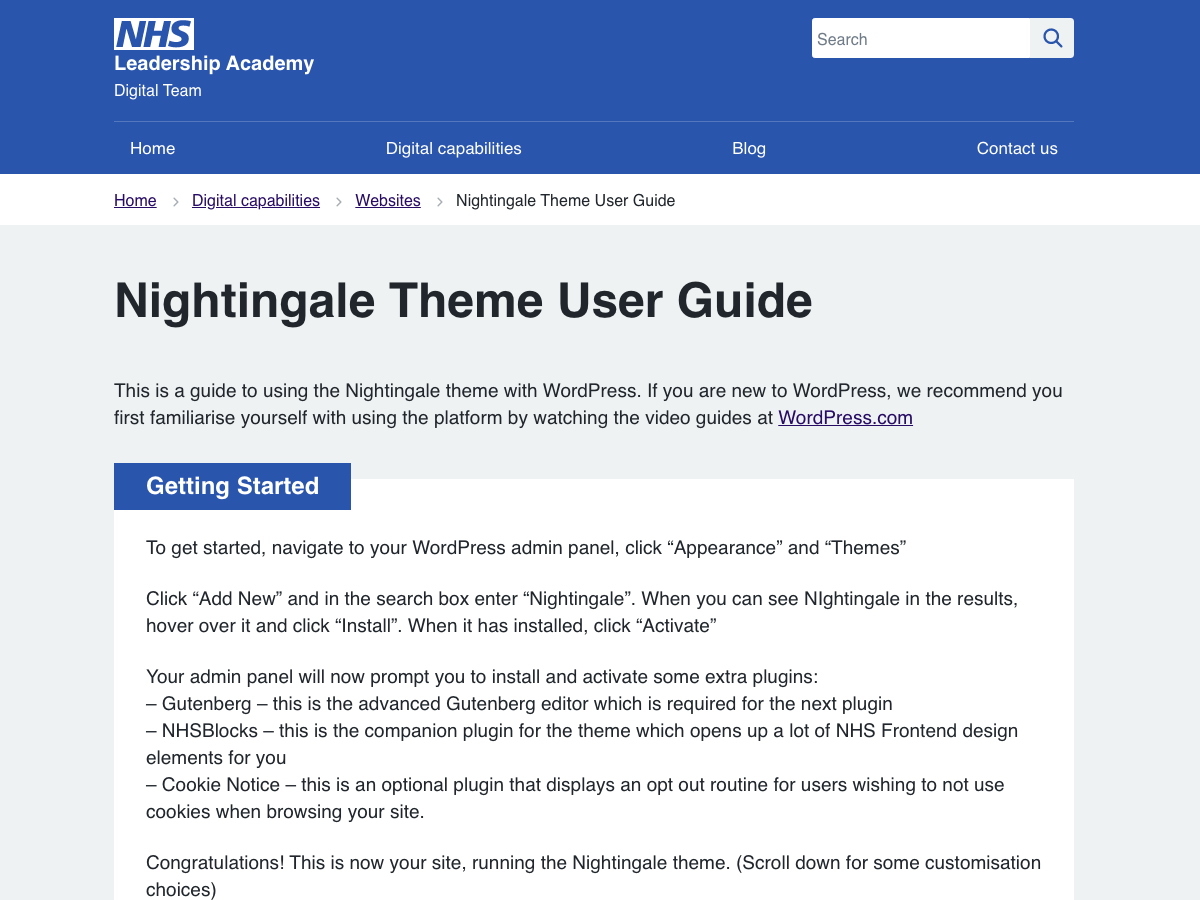 NHS
Leadership Academy
Digital Team
Search
Home
Digital capabilities
Blog
Contact us
Home
Digital capabilities
Websites
Nightingale Theme User Guide
Nightingale Theme User Guide
This is a guide to using the Nightingale theme with WordPress. If you are new to WordPress, we recommend you
first familiarise yourself with using the platform by watching the video guides at WordPress.com
Getting Started
To get started, navigate to your WordPress admin panel, click “Appearance” and “Themes”
Click “Add New” and in the search box enter “Nightingale”. When you can see NIghtingale in the results,
hover over it and click “Install”. When it has installed, click “Activate”
Your admin panel will now prompt you to install and activate some extra plugins:
– Gutenberg – this is the advanced Gutenberg editor which is required for the next plugin
– NHSBlocks – this is the companion plugin for the theme which opens up a lot of NHS Frontend design
elements for you
– Cookie Notice – this is an optional plugin that displays an opt out routine for users wishing to not use
cookies when browsing your site.
Congratulations! This is now your site, running the Nightingale theme. (Scroll down for some customisation
choices)